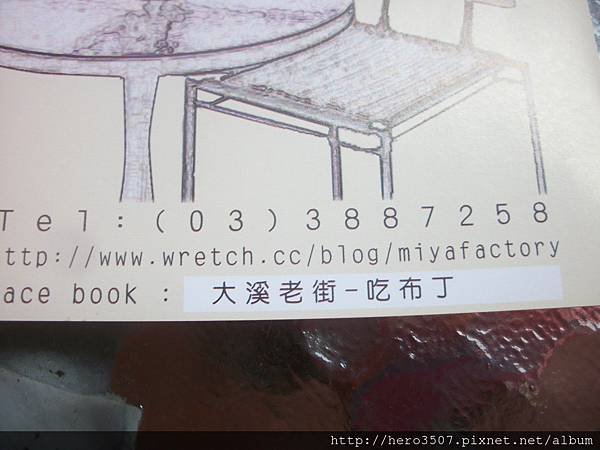 Tel:(03)3887258
ttp://www.wretch.cc/blog/miyafactory
ace book : 大溪老街-吃布丁
http://hero3507.pixnet.net/album